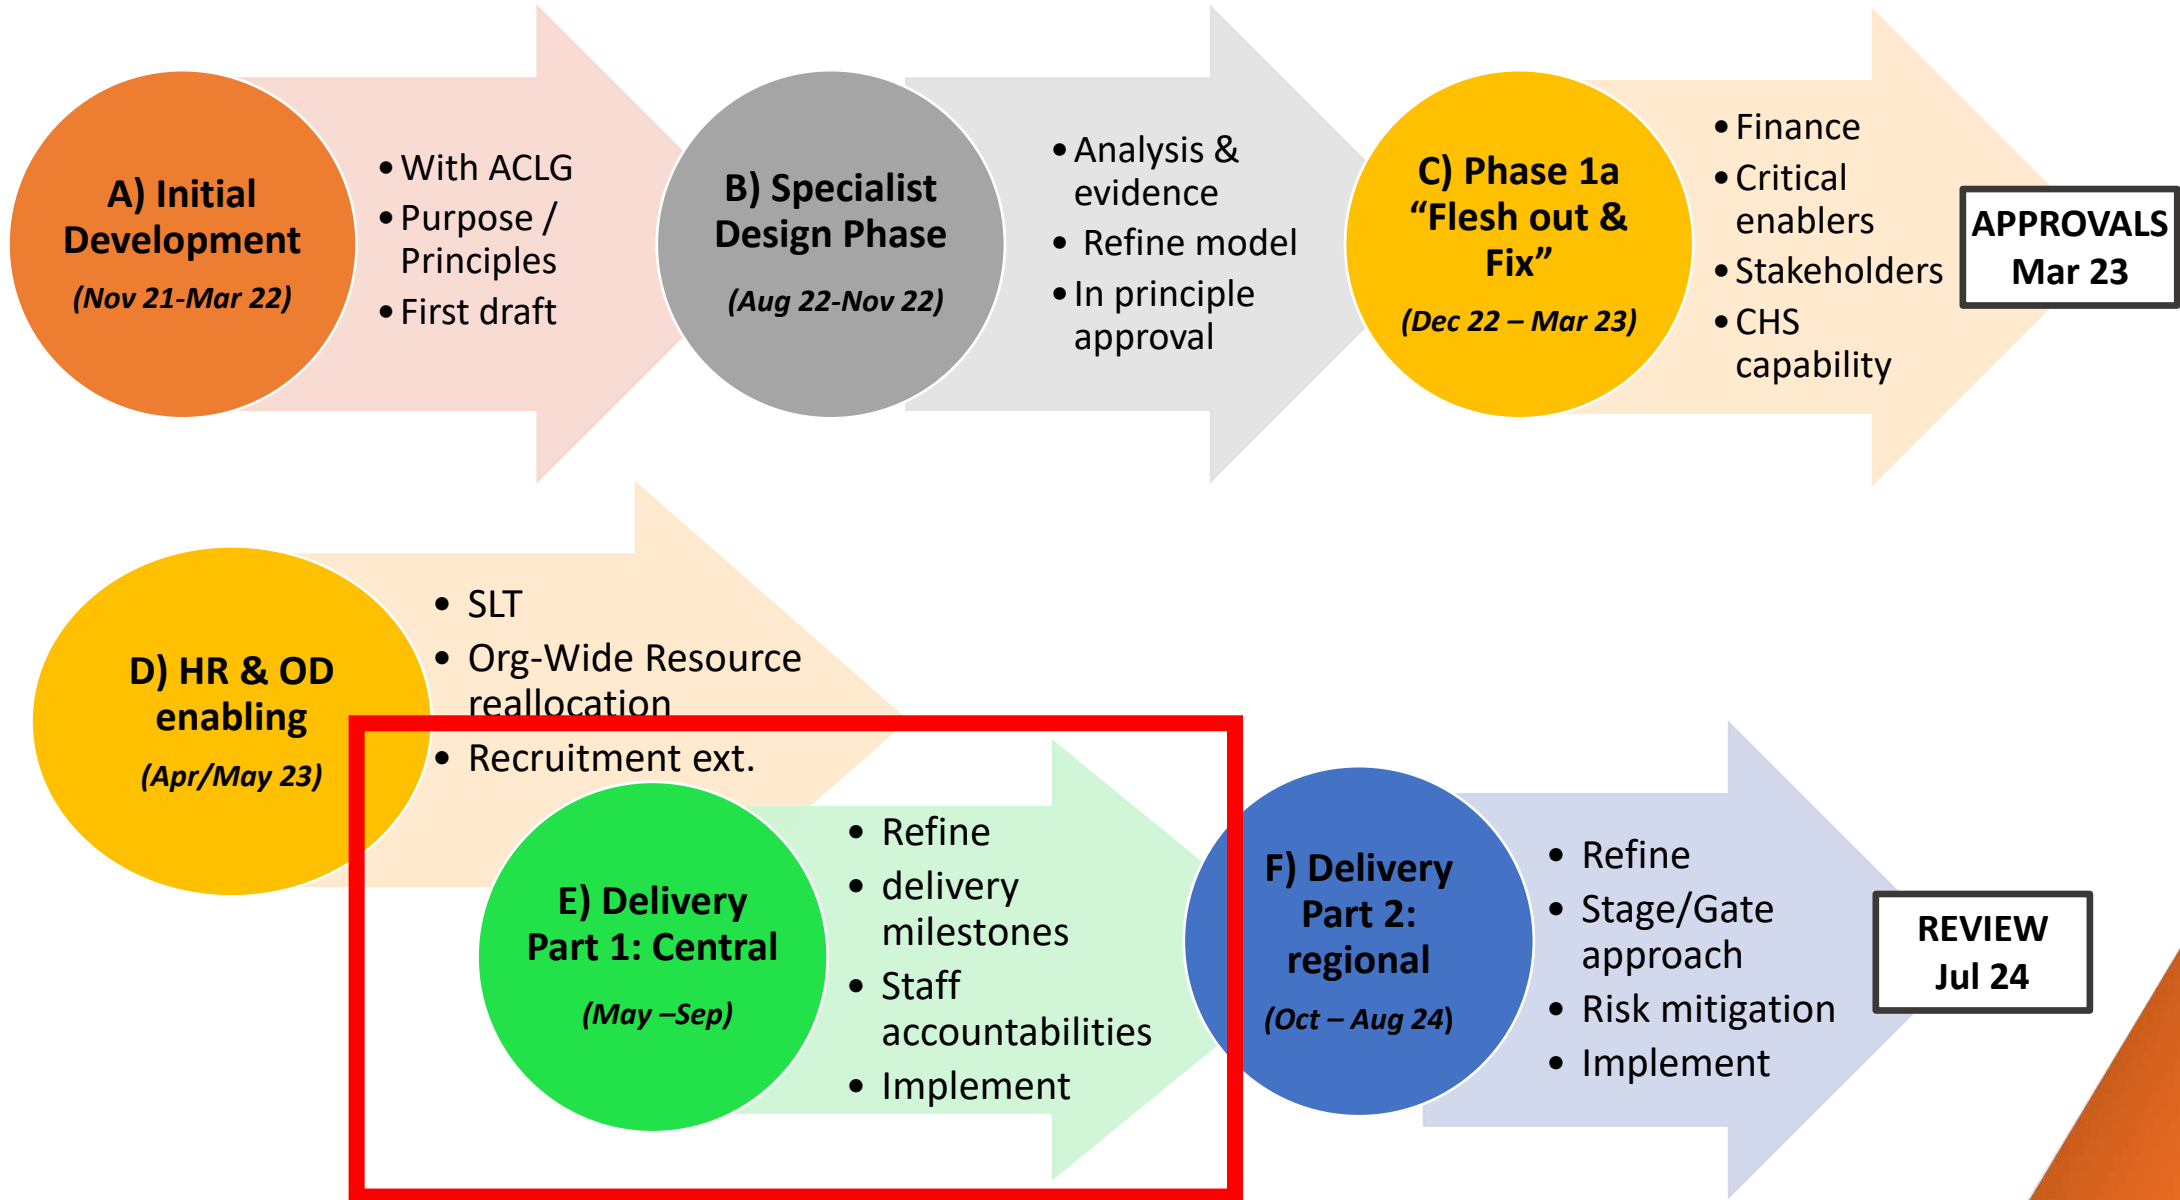 A) Initial
Development
(Nov 21-Mar 22)
•With ACLG
•Purpose /
Principles
•First draft
B) Specialist
Design Phase
(Aug 22-Nov 22)
•Analysis &
evidence
• Refine model
•In principle
approval
C) Phase 1a
“Flesh out &
Fix”
(Dec 22 – Mar 23)
•Finance
•Critical
enablers
•Stakeholders
•CHS
capability
APPROVALS
Mar 23
D) HR & OD
enabling
(Apr/May 23)
• SLT
• Org-Wide Resource
reallocation
• Recruitment ext.
E) Delivery
Part 1: Central
(May –Sep)
• Refine
• delivery
milestones
• Staff
accountabilities
• Implement
F) Delivery
Part 2:
regional
(Oct – Aug 24)
• Refine
• Stage/Gate
approach
• Risk mitigation
• Implement
REVIEW
Jul 24